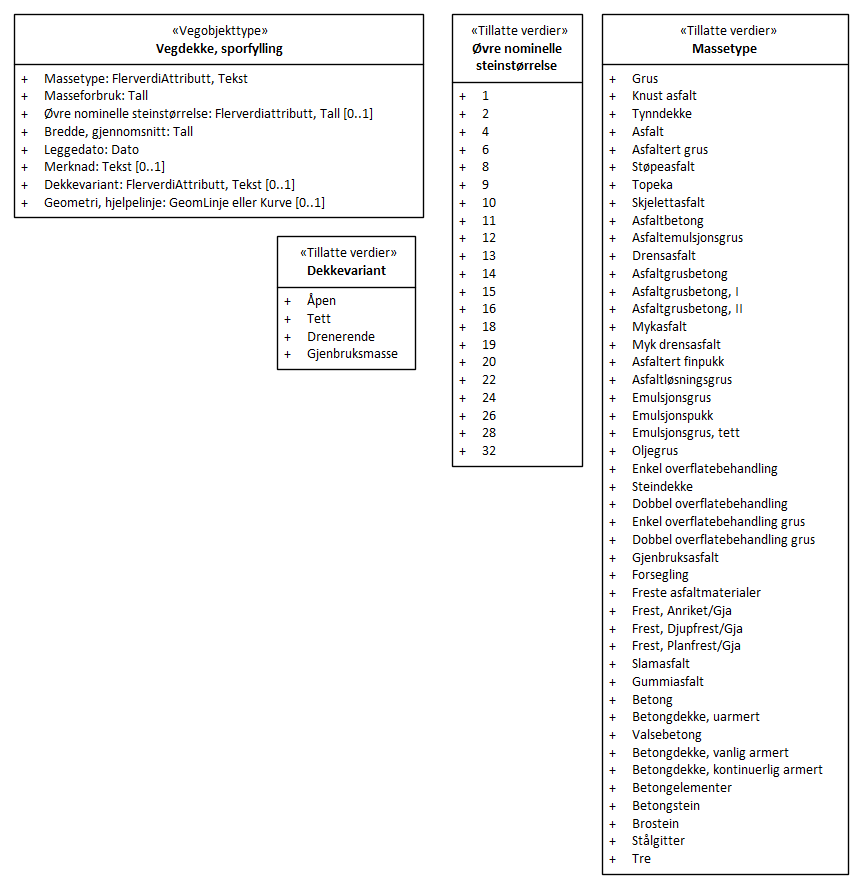 «Vegobjekttype»
Vegdekke, sporfylling
+ Massetype: FlerverdiAttributt, Tekst
+ Masseforbruk: Tall
+ Øvre nominelle steinstørrelse: Flerverdiattributt, Tall [0..1]
+ Bredde, gjennomsnitt: Tall
+ Leggedato: Dato
+ Merknad: Tekst [0..1]
+ Dekkevariant: FlerverdiAttributt, Tekst [0..1]
+ Geometri, hjelpelinje: GeomLinje eller Kurve [0..1]
«Tillatte verdier»
Dekkevariant
+ Åpen
+ Tett
+ Drenerende
+ Gjenbruksmasse
«Tillatte verdier»
Øvre nominelle
steinstørrelse
+ 1
+ 2
+ 4
+ 6
+ 8
+ 9
+ 10
+ 11
+ 12
+ 13
+ 14
+ 15
+ 16
+ 18
+ 19
+ 20
+ 22
+ 24
+ 26
+ 28
+ 32
«Tillatte verdier»
Massetype
+ Grus
+ Knust asfalt
+ Tynndekke
+ Asfalt
+ Asfaltert grus
+ Støpeasfalt
+ Topeka
+ Skjelettasfalt
+ Asfaltbetong
+ Asfaltemulsjonsgrus
+ Drensasfalt
+ Asfaltgrusbetong
+ Asfaltgrusbetong, I
+ Asfaltgrusbetong, II
+ Mykasfalt
+ Myk drensasfalt
+ Asfaltert finpukk
+ Asfaltløsningsgrus
+ Emulsjonsgrus
+ Emulsjonspukk
+ Emulsjonsgrus, tett
+ Oljegrus
+ Enkel overflatebehandling
+ Steindekke
+ Dobbel overflatebehandling
+ Enkel overflatebehandling grus
+ Dobbel overflatebehandling grus
+ Gjenbruksasfalt
+ Forsegling
+ Freste asfaltmaterialer
+ Frest, Anriket/Gja
+ Frest, Djupfrest/Gja
+ Frest, Planfrest/Gja
+ Slamasfalt
+ Gummiasfalt
+ Betong
+ Betongdekke, uarmert
+ Valsebetong
+ Betongdekke, vanlig armert
+ Betongdekke, kontinuerlig armert
+ Betongelementer
+ Betongstein
+ Brostein
+ Stålgitter
+ Tre